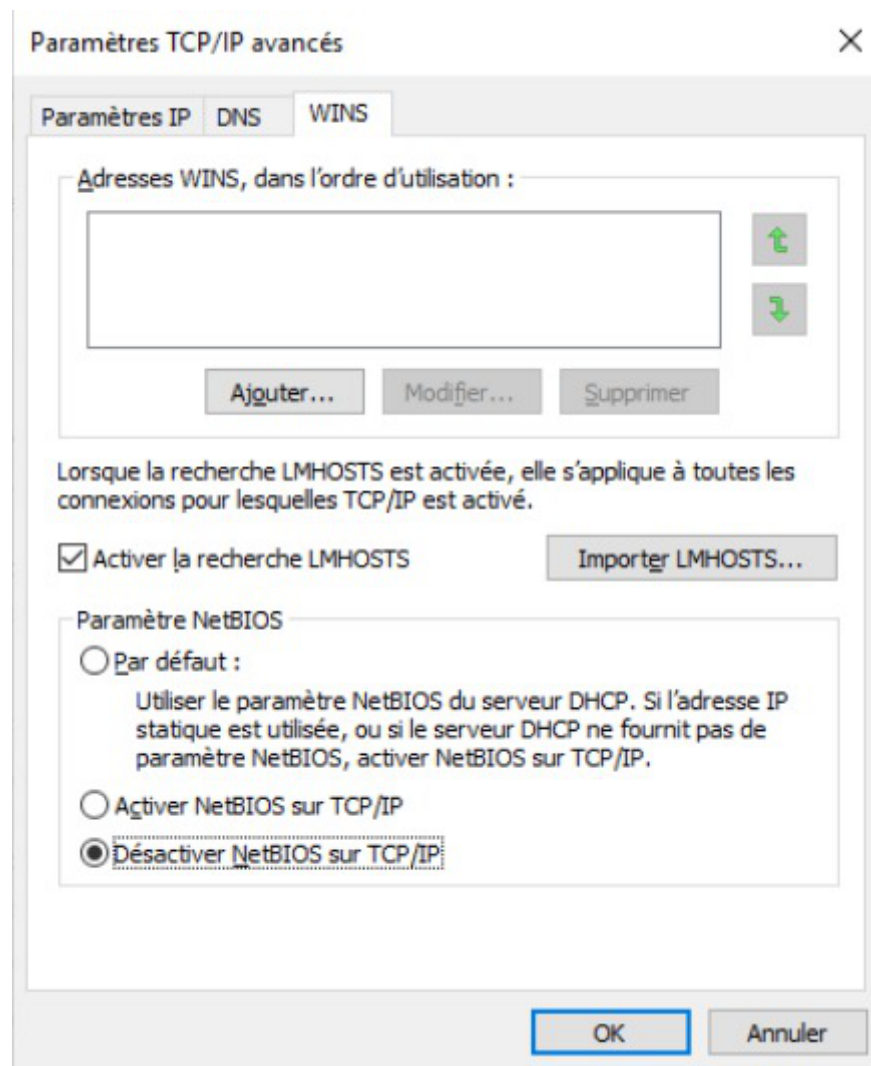 Paramètres TCP/IP avancés
Paramètres IP DNS WINS
Adresses WINS, dans l'ordre d'utilisation :
Ajouter... Modifier... Supprimer
Lorsque la recherche LMHOSTS est activée, elle s'applique à toutes les
connexions pour lesquelles TCP/IP est activé.
Activer la recherche LMHOSTS Importer LMHOSTS...
Paramètre NetBIOS
Par défaut :
Utiliser le paramètre NetBIOS du serveur DHCP. Si l'adresse IP
statique est utilisée, ou si le serveur DHCP ne fournit pas de
paramètre NetBIOS, activer NetBIOS sur TCP/IP.
Activer NetBIOS sur TCP/IP
Désactiver NetBIOS sur TCP/IP
OK Annuler